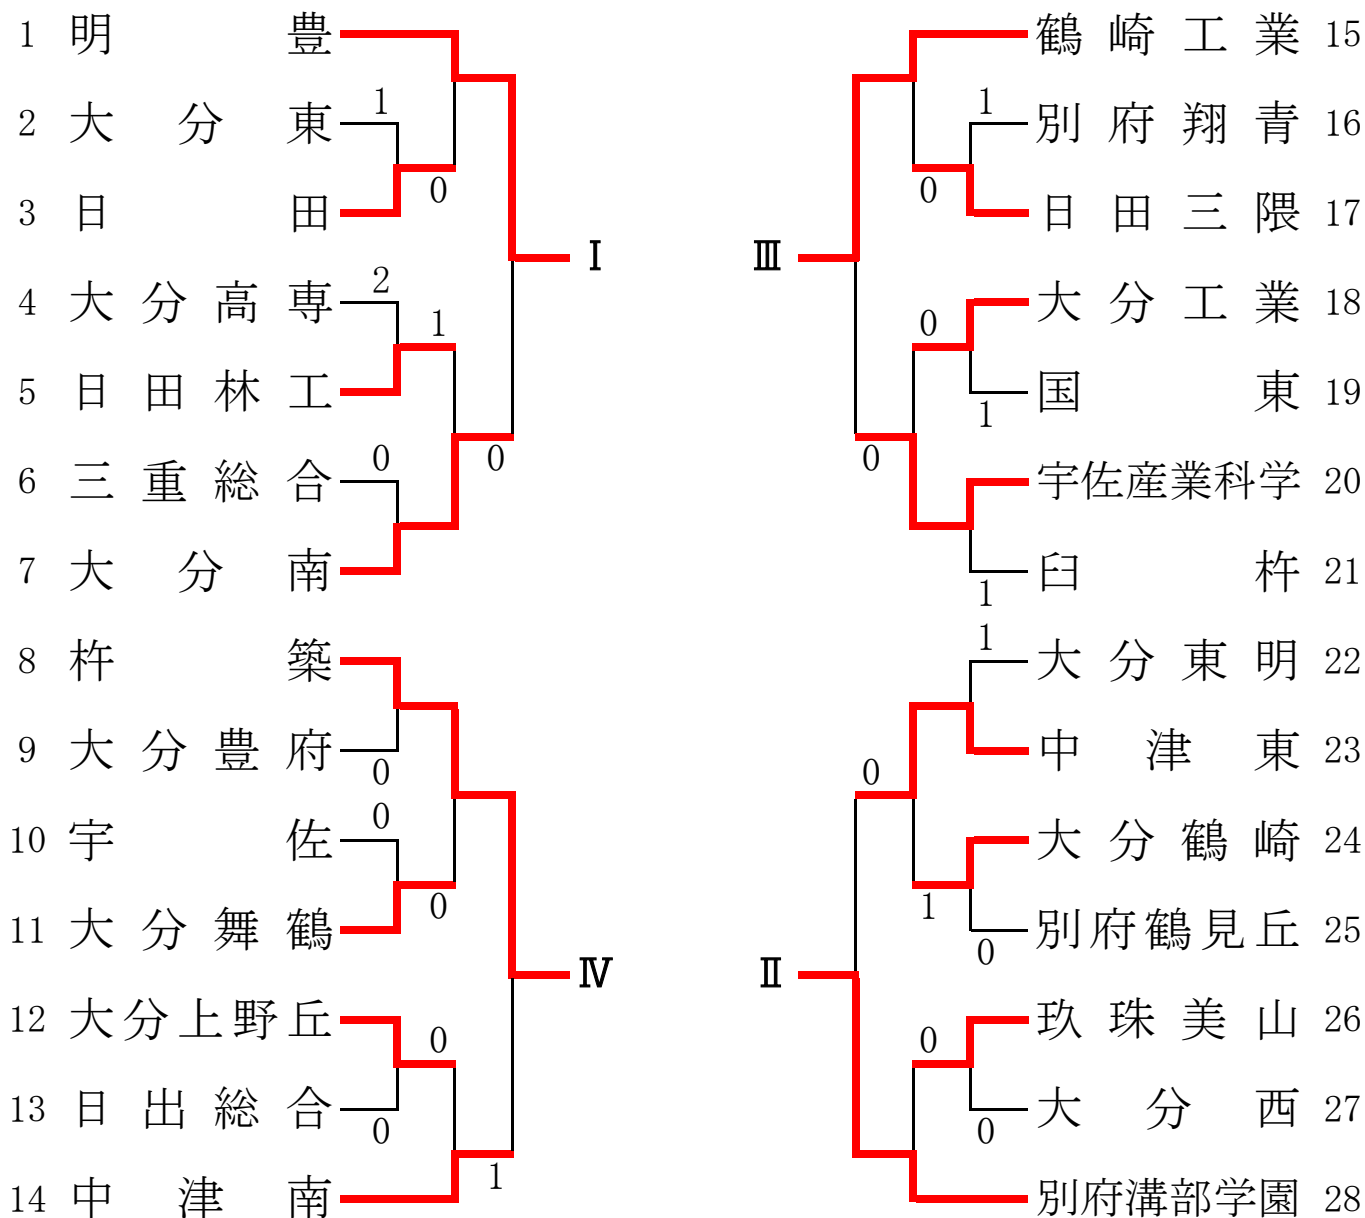 1 明豊
2 大分東 1
3 日田 0
Ⅰ
4 大分高専 2
1
5 日田林工
6 三重総合 0
0
7 大分南
8 杵築
9 大分豊府
0
10 宇佐 0
11 大分舞鶴 0
Ⅳ
12 大分上野丘 0
13 日出総合
0
1
14 中津南
鶴崎工業 15
1 別府翔青 16
0 日田三隈 17
Ⅲ
大分工業 18
0
国東 19
1
0
宇佐産業科学 20
臼杵 21
1
1 大分東明 22
中津東 23
0
大分鶴崎 24
1
別府鶴見丘 25
0
Ⅱ
玖珠美山 26
0
大分西 27
0
別府溝部学園 28